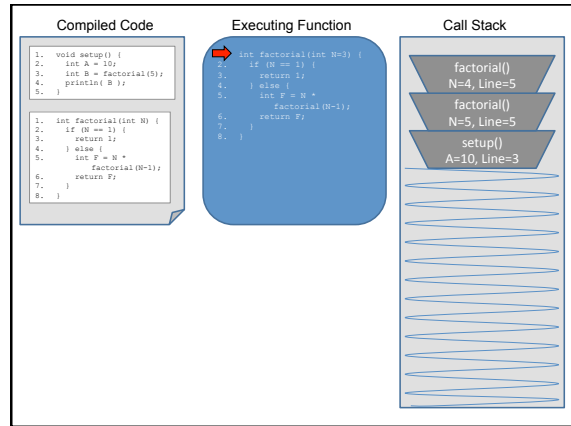 Compiled Code
1. void setup() {
2. int A = 10;
3. int B = factorial(5);
4. println( B );
5. }
1. int factorial(int N) {
2. if (N == 1) {
3. return 1;
4. } else {
5. int F = N *
factorial(N-1);
6. return F;
7. }
8. }
Executing Function
int factorial(int N=3) {
2. if (N == 1) {
3. return 1;
4. } else {
5. int F = N *
factorial(N-1);
6. return F;
7. }
8. }
Call Stack
factorial()
N=4, Line=5
factorial()
N=5, Line=5
setup()
A=10, Line=3